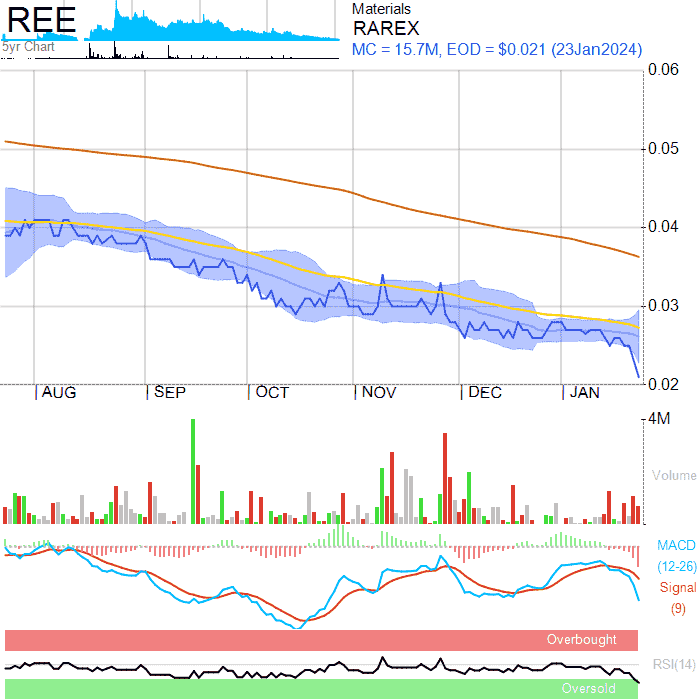 REE
5yr Chart
Materials
RAREX
MC = 15.7M, EOD = $0.021 (23Jan2024)
0.06
0.05
0.04
0.03
0.02
AUG SEP OCT NOV DEC JAN
4M
Volume
MACD
(12-26)
Signal
(9)
Overbought
RSI(14)
Oversold